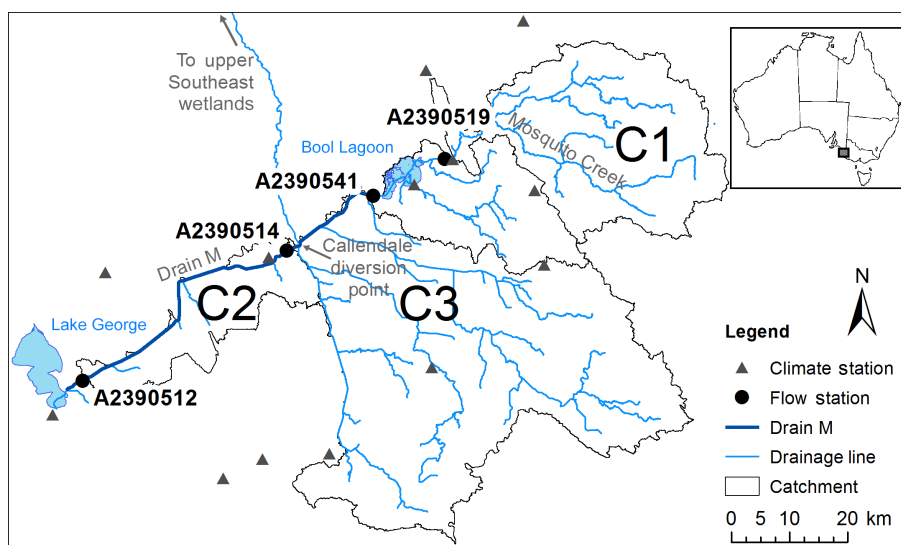 To upper
Southeast
wetlands
A2390519
Bool Lagoon
Mosquito Creek
C1
A2390541
A2390514
Callendale
diversion
point
Drain M
C2
C3
Lake George
A2390512
N
Legend
Climate station
Flow station
Drain M
Drainage line
Catchment
0 5 10 20
km